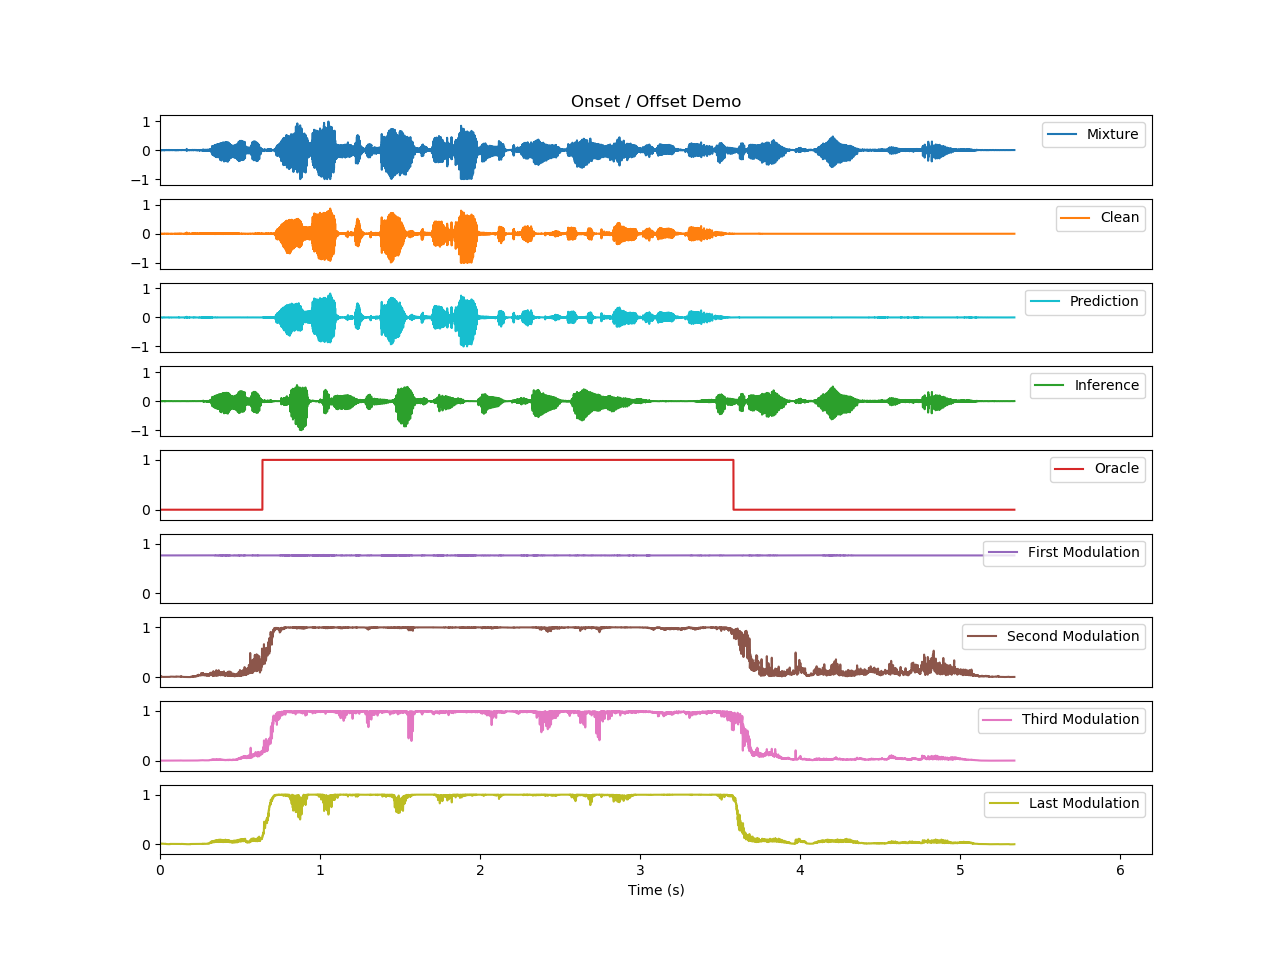 Onset / Offset Demo
1
0
−1
Mixture
1
0
−1
Clean
1
0
−1
Prediction
1
0
−1
Inference
1
0
Oracle
1
0
First Modulation
1
0
Second Modulation
1
0
Third Modulation
1
0
Last Modulation
0 1 2 3 4 5 6
Time (s)